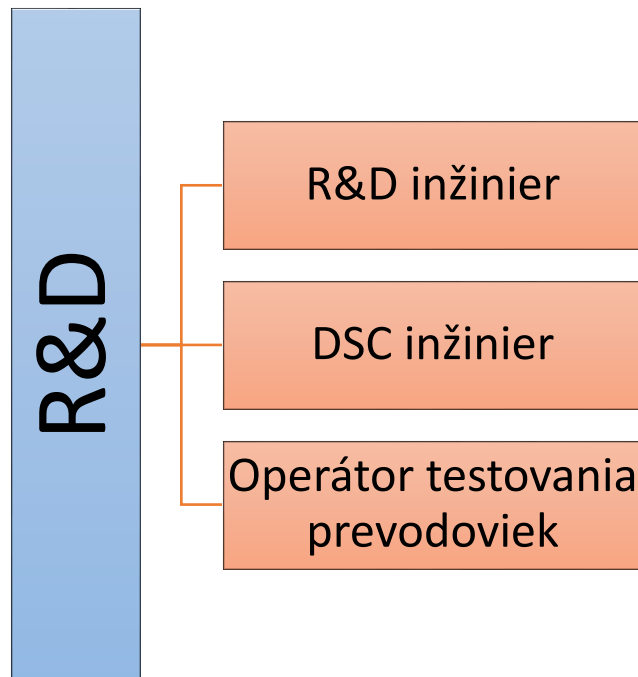 R&D
R&D inžinier
DSC inžinier
Operátor testovania
prevodoviek